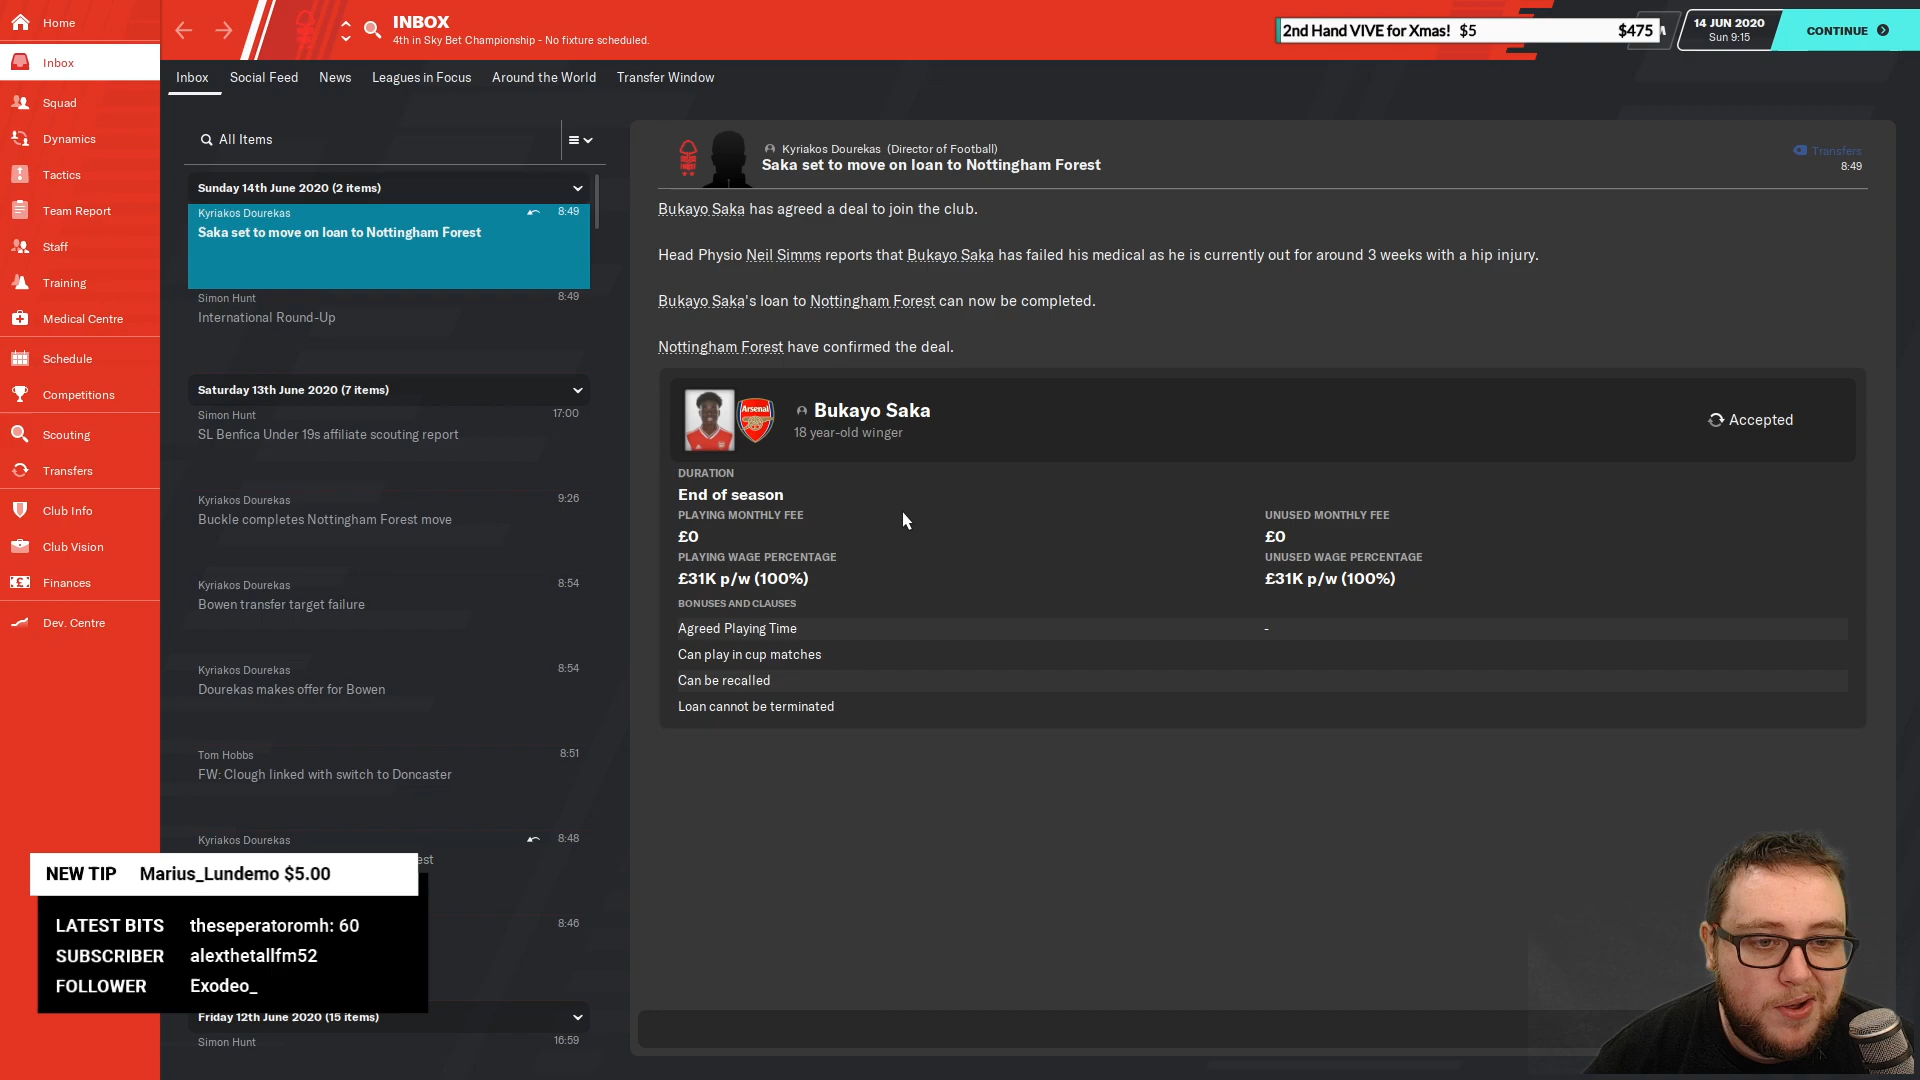 Home
Inbox
Squad
Dynamics
Tactics
Team Report
Staff
Training
Medical Centre
Schedule
Competitions
Scouting
Transfers
Club Info
Club Vision
Finances
Dev. Centre
INBOX
4th in Sky Bet Championship - No fixture scheduled.
2nd Hand VIVE for Xmas! $5 $475
14 JUN 2020
Sun 9:15
CONTINUE
Inbox Social Feed News Leagues in Focus Around the World Transfer Window
All Items
Sunday 14th June 2020 (2 items)
Kyriakos Dourekas 8:49
Saka set to move on loan to Nottingham Forest
Simon Hunt 8:49
International Round-Up
Saturday 13th June 2020 (7 items)
Simon Hunt 17:00
SL Benfica Under 19s affiliate scouting report
Kyriakos Dourekas 9:26
Buckle completes Nottingham Forest move
Kyriakos Dourekas 8:54
Bowen transfer target failure
Kyriakos Dourekas 8:54
Dourekas makes offer for Bowen
Tom Hobbs 8:51
FW: Clough linked with switch to Doncaster
Kyriakos Dourekas 8:48
est
8:46
Friday 12th June 2020 (15 items)
Simon Hunt 16:59
Kyriakos Dourekas (Director of Football)
Saka set to move on loan to Nottingham Forest
Transfers
8:49
Bukayo Saka has agreed a deal to join the club.
Head Physio Neil Simms reports that Bukayo Saka has failed his medical as he is currently out for around 3 weeks with a hip injury.
Bukayo Saka's loan to Nottingham Forest can now be completed.
Nottingham Forest have confirmed the deal.
Arsenal
Bukayo Saka
18 year-old winger
Accepted
DURATION
End of season
PLAYING MONTHLY FEE UNUSED MONTHLY FEE
£0 £0
PLAYING WAGE PERCENTAGE UNUSED WAGE PERCENTAGE
£31K p/w (100%) £31K p/w (100%)
BONUSES AND CLAUSES
Agreed Playing Time -
Can play in cup matches
Can be recalled
Loan cannot be terminated
NEW TIP Marius_Lundemo $5.00
LATEST BITS theseperatoromh: 60
SUBSCRIBER alexthetallfm52
FOLLOWER Exodeo_